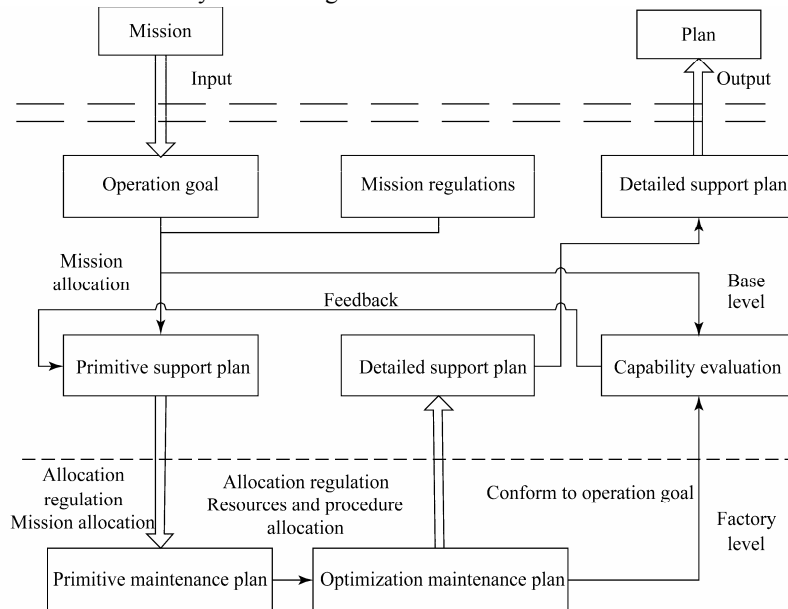 Mission
Plan
Input
Output
Operation goal
Mission regulations
Detailed support plan
Mission
allocation
Feedback
Base
level
Primitive support plan
Detailed support plan
Capability evaluation
Allocation
regulation
Mission allocation
Allocation regulation
Resources and procedure
allocation
Conform to operation goal
Factory
level
Primitive maintenance plan
Optimization maintenance plan